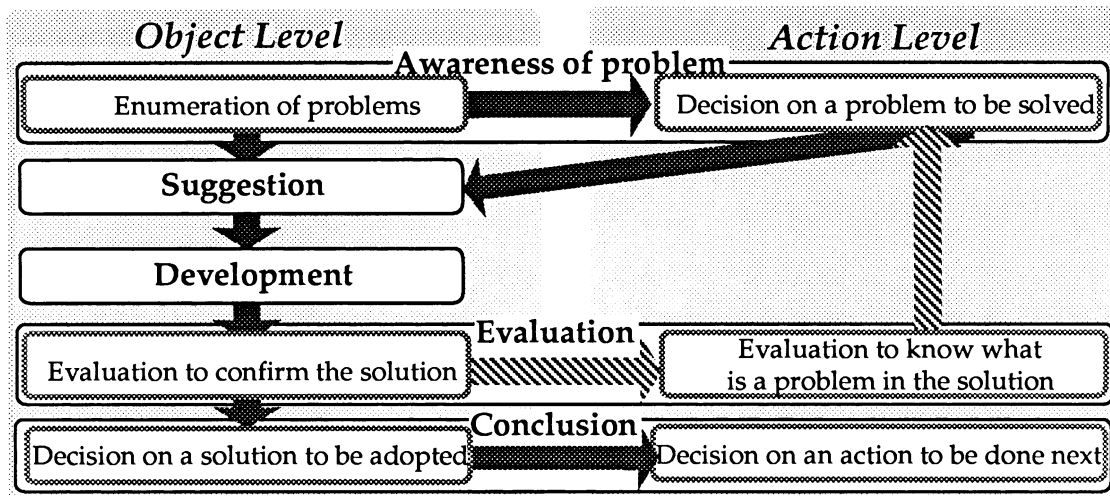 Object Level
Action Level
Awareness of problem
Enumeration of problems
Decision on a problem to be solved
Suggestion
Development
Evaluation
Evaluation to confirm the solution
Evaluation to know what
is a problem in the solution
Conclusion
Decision on a solution to be adopted
Decision on an action to be done next